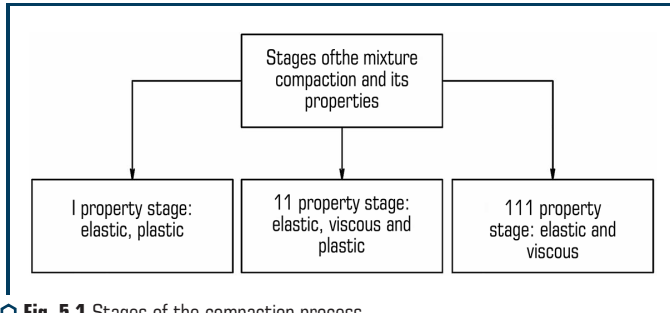 Stages ofthe mixture
compaction and its
properties
I property stage:
elastic, plastic
11 property stage:
elastic, viscous and
plastic
111 property
stage: elastic and
viscous
Fig. 5.1 Stages of the compaction process